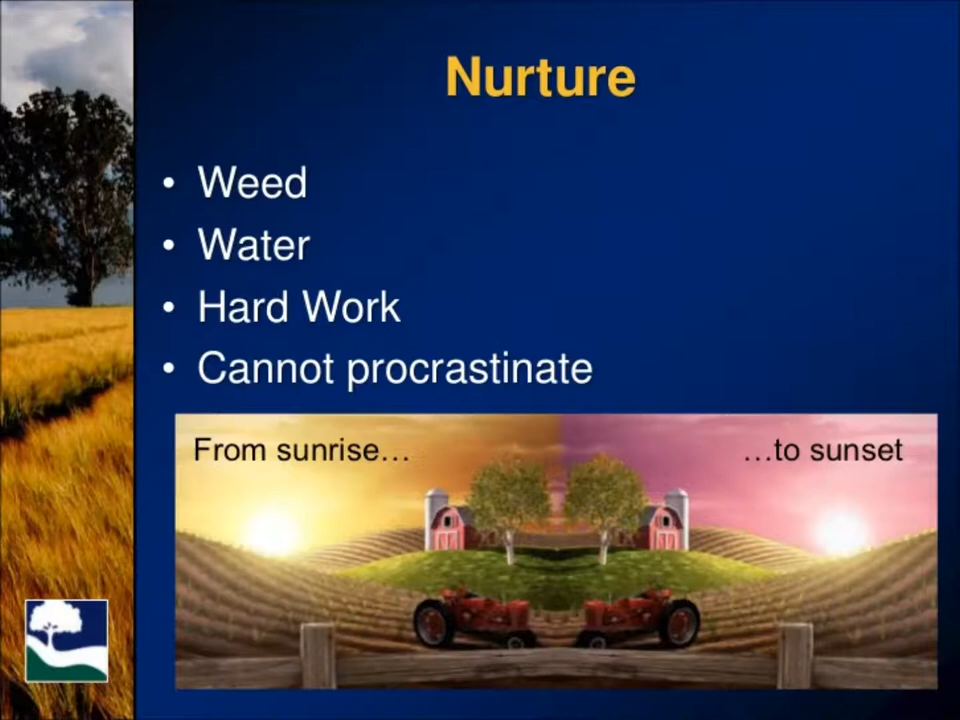 Nurture
• Weed
• Water
• Hard Work
• Cannot procrastinate
From sunrise…
…to sunset